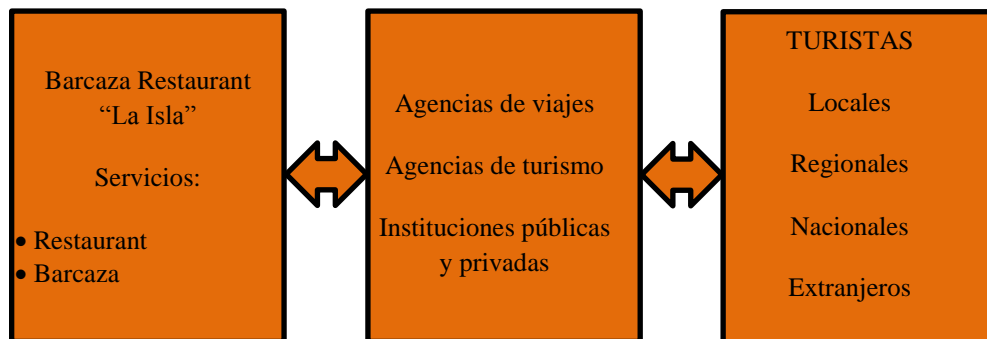 Barcaza Restaurant
“La Isla”
Servicios:
• Restaurant
• Barcaza
Agencias de viajes
Agencias de turismo
Instituciones públicas
y privadas
TURISTAS
Locales
Regionales
Nacionales
Extranjeros